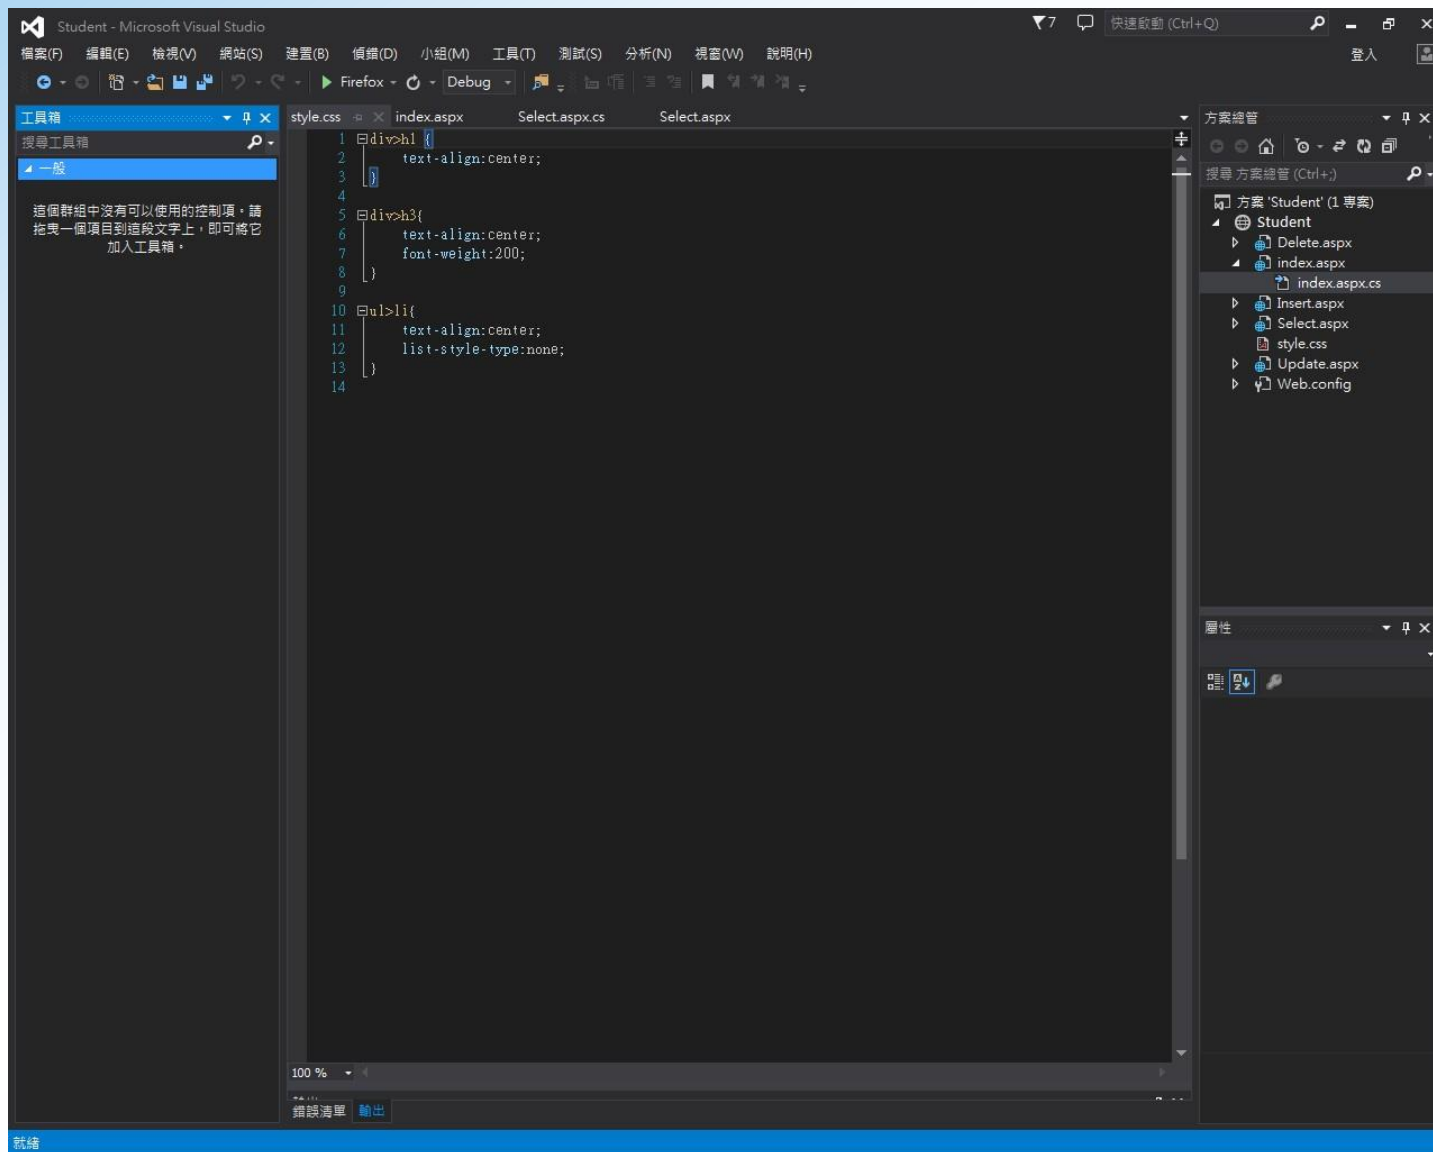 Student - Microsoft Visual Studio
7
快速啟動 (Ctrl+Q)
檔案(F) 編輯(E) 檢視(V) 網站(S) 建置(B) 偵錯(D) 小組(M) 工具(T) 測試(S) 分析(N) 視窗(W) 說明(H)
登入
Firefox Debug
工具箱
搜尋工具箱
一般
這個群組中沒有可以使用的控制項。請
拖曳一個項目到這段文字上，即可將它
加入工具箱。
style.css index.aspx Select.aspx.cs Select.aspx
1 div>h1 {
2 text-align:center;
3 }
4
5 div>h3{
6 text-align:center;
7 font-weight:200;
8 }
9
10 ul>li{
11 text-align:center;
12 list-style-type:none;
13 }
14
100 %
錯誤清單 輸出
方案總管
搜尋 方案總管 (Ctrl+;)
方案 'Student' (1 專案)
Student
Delete.aspx
index.aspx
index.aspx.cs
Insert.aspx
Select.aspx
style.css
Update.aspx
Web.config
屬性
就緒